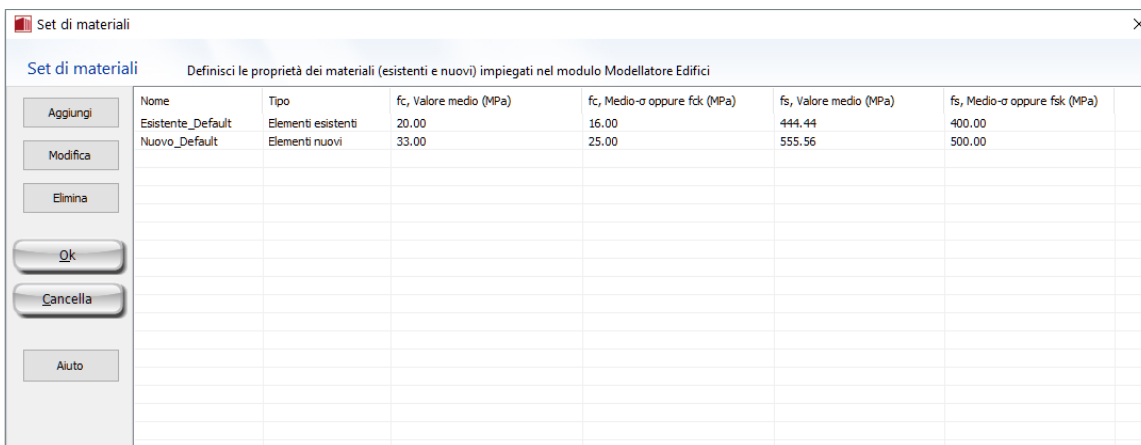 Set di materiali
Set di materiali Definisci le proprietà dei materiali (esistenti e nuovi) impiegati nel modulo Modellatore Edifici
Aggiungi
Modifica
Elimina
Ok
Cancella
Aiuto
Nome Tipo fc, Valore medio (MPa) fc, Medio-σ oppure fck (MPa) fs, Valore medio (MPa) fs, Medio-σ oppure fsk (MPa)
Esistente_Default Elementi esistenti 20.00 16.00 444.44 400.00
Nuovo_Default Elementi nuovi 33.00 25.00 555.56 500.00